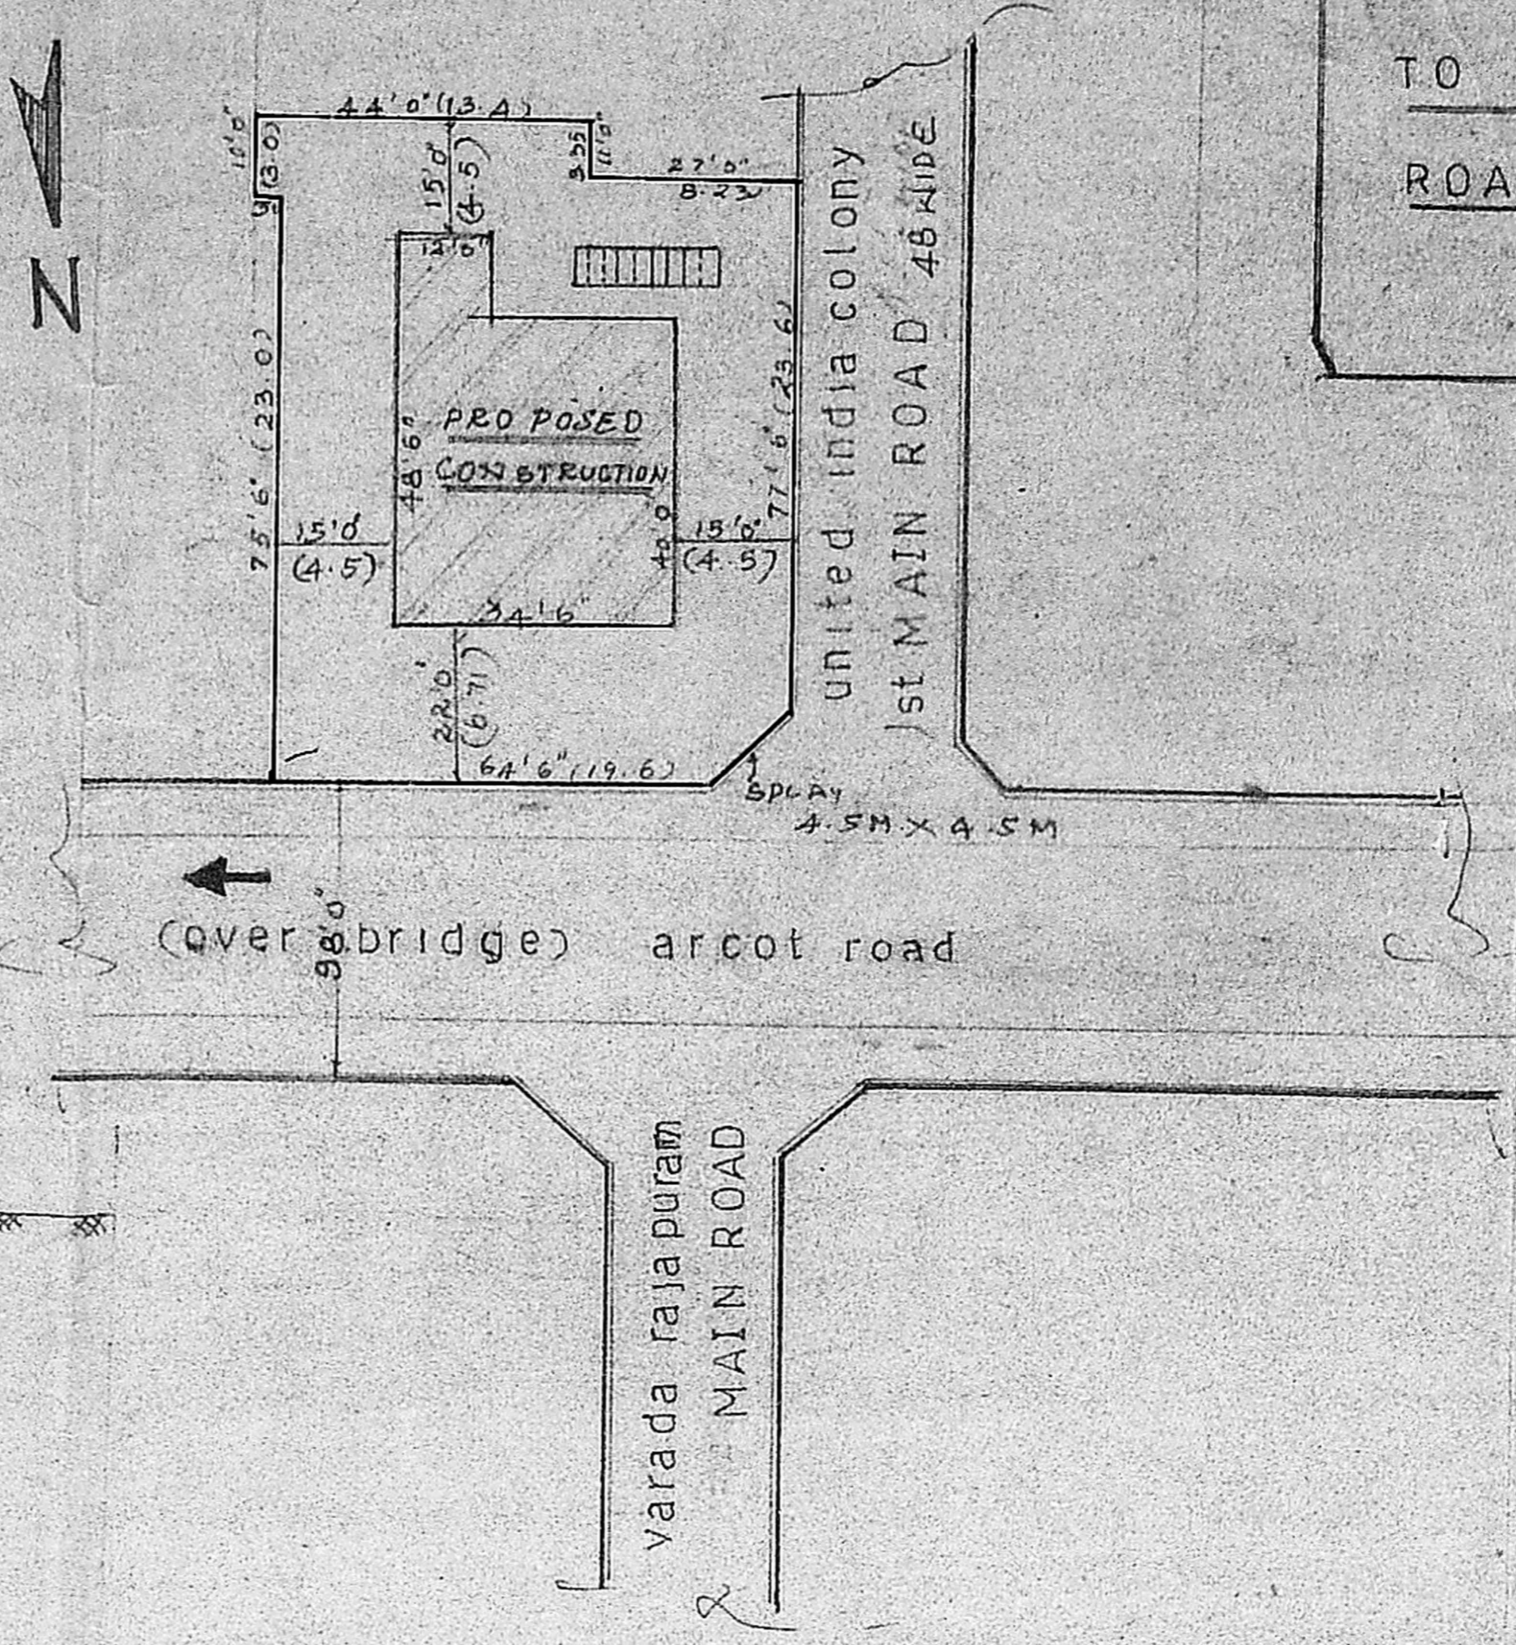 TO
ROA
N
44'0"(13.4)
10'0"
(3.0)
15'0"
(4.5)
3.35
11'0"
27'0"
8.23
12'0"
75'6" (23.0)
48'6"
PROPOSED
CONSTRUCTION
40'0
34'6"
15'0"
(4.5)
15'0"
(4.5)
77'6" (23.6)
22'0"
(6.71)
64'6"(19.6)
SPLAY
4.5M X 4.5M
united india colony
1st MAIN ROAD 48 WIDE
98'0"
(over bridge) arcot road
varada rajapuram
MAIN ROAD